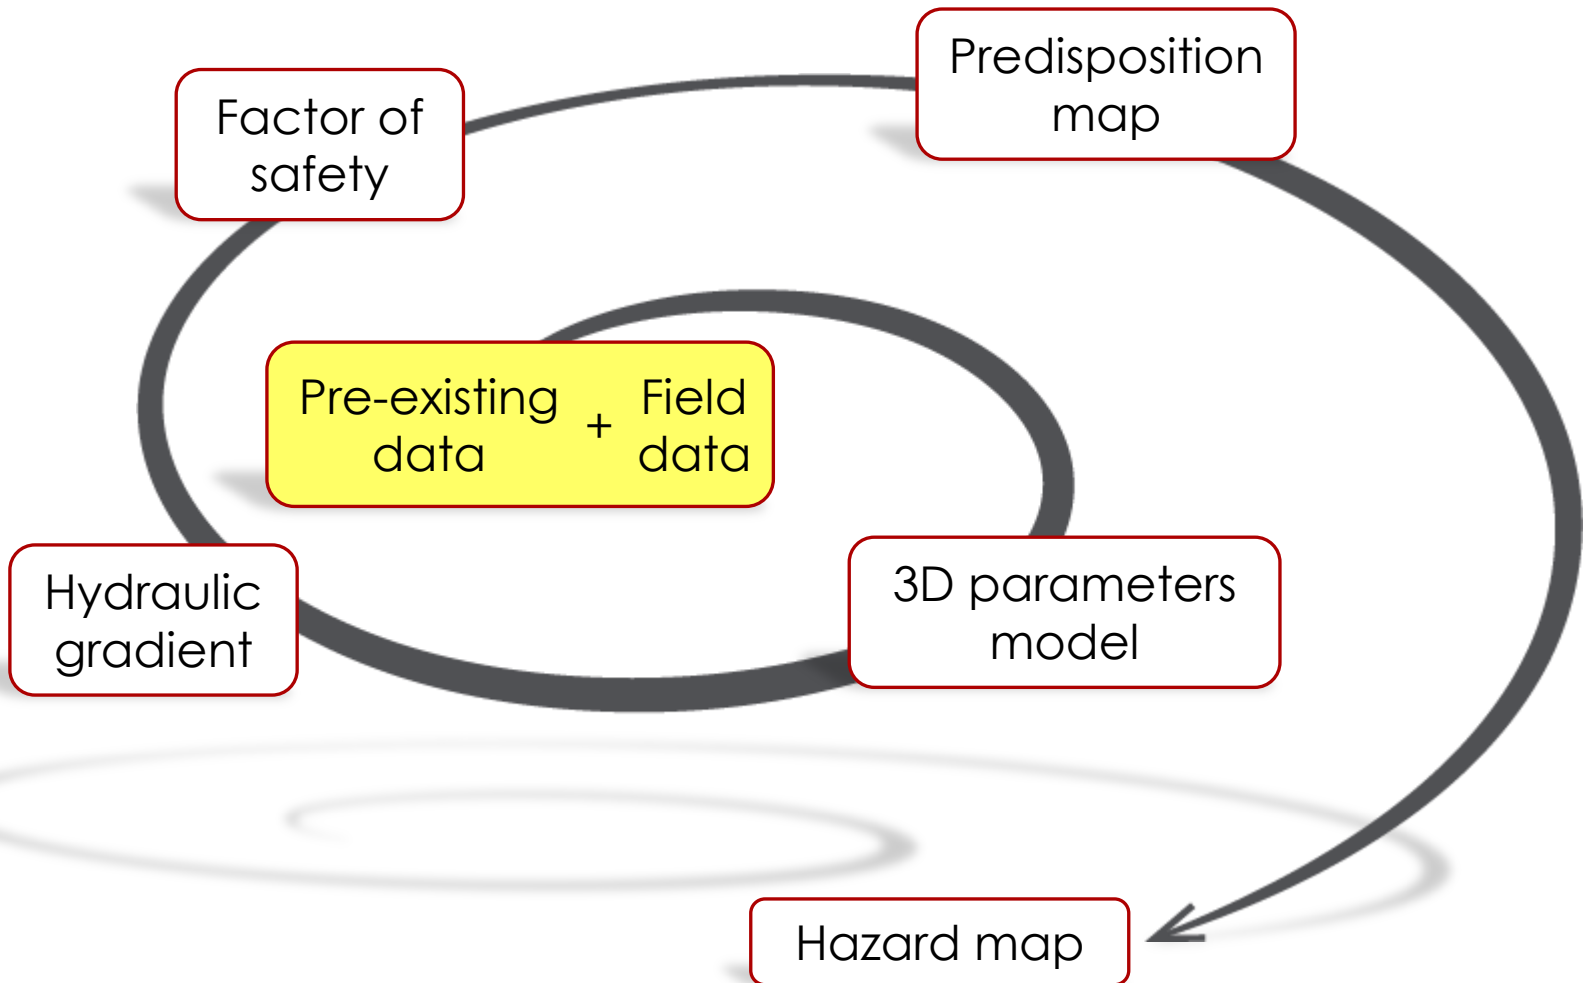 Predisposition
map
Factor of
safety
Pre-existing
data
+
Field
data
Hydraulic
gradient
3D parameters
model
Hazard map